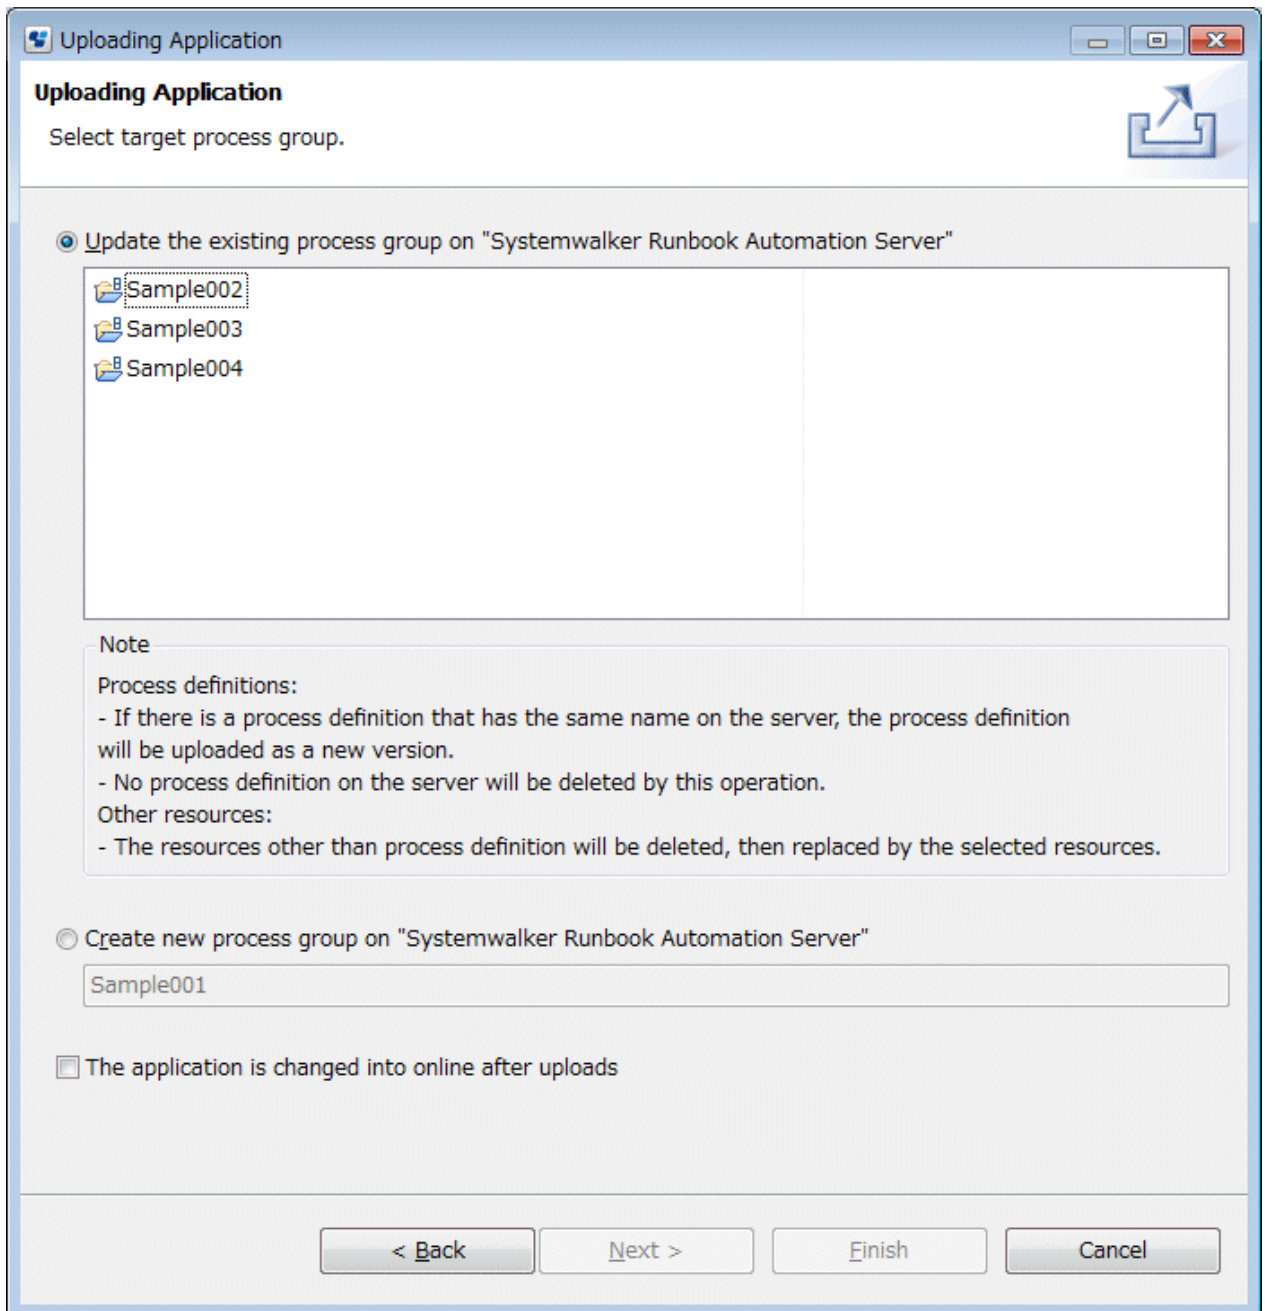 Uploading Application
Uploading Application
Select target process group.
Update the existing process group on "Systemwalker Runbook Automation Server"
Sample002
Sample003
Sample004
Note
Process definitions:
- If there is a process definition that has the same name on the server, the process definition
will be uploaded as a new version.
- No process definition on the server will be deleted by this operation.
Other resources:
- The resources other than process definition will be deleted, then replaced by the selected resources.
Create new process group on "Systemwalker Runbook Automation Server"
Sample001
The application is changed into online after uploads
< Back
Next >
Finish
Cancel